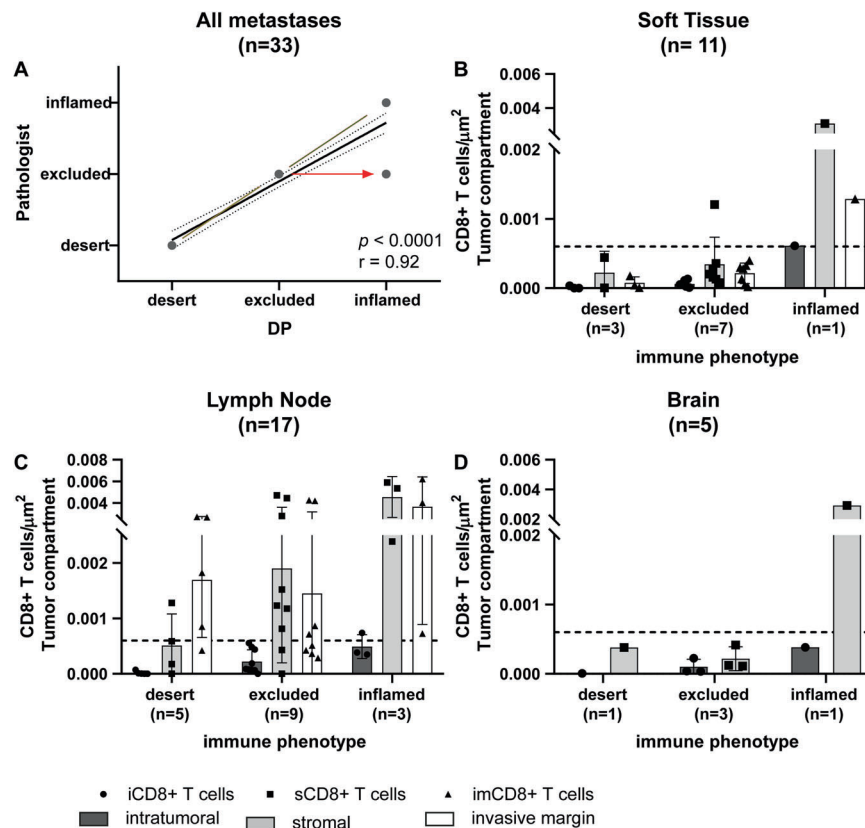 All metastases
(n=33)
A
Pathologist
inflamed
excluded
desert
p < 0.0001
r = 0.92
desert excluded inflamed
DP
Soft Tissue
(n= 11)
B
CD8+ T cells/μm2
Tumor compartment
0.006
0.004
0.002
0.001
0.000
desert excluded inflamed
(n=3) (n=7) (n=1)
immune phenotype
Lymph Node
(n=17)
C
CD8+ T cells/μm2
Tumor compartment
0.008
0.006
0.004
0.002
0.001
0.000
desert excluded inflamed
(n=5) (n=9) (n=3)
immune phenotype
Brain
(n=5)
D
CD8+ T cells/μm2
Tumor compartment
0.006
0.004
0.002
0.002
0.001
0.000
desert excluded inflamed
(n=1) (n=3) (n=1)
immune phenotype
iCD8+ T cells sCD8+ T cells imCD8+ T cells
intratumoral stromal invasive margin